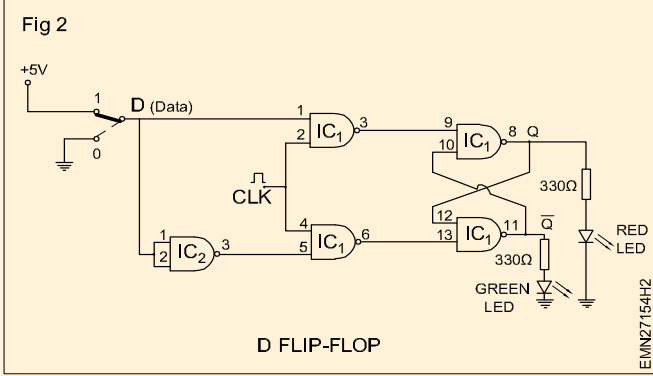 Fig 2
+5V
1
D (Data)
0
1
2
IC1
3
CLK
4
5
IC1
6
1
2
IC2
3
9
10
IC1
8
Q
12
13
IC1
11
Q̅
330Ω
RED
LED
330Ω
GREEN
LED
D FLIP-FLOP
EMN27154H2